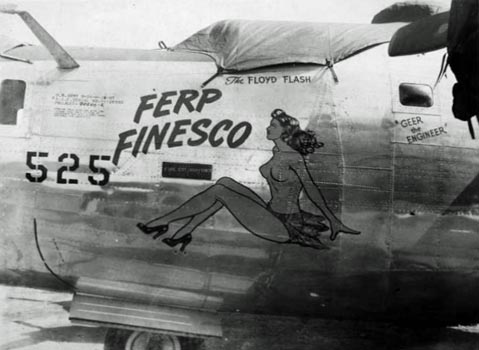 The FLOYD FLASH
FERP
FINESCO
525
"GEER
THE
ENGINEER"